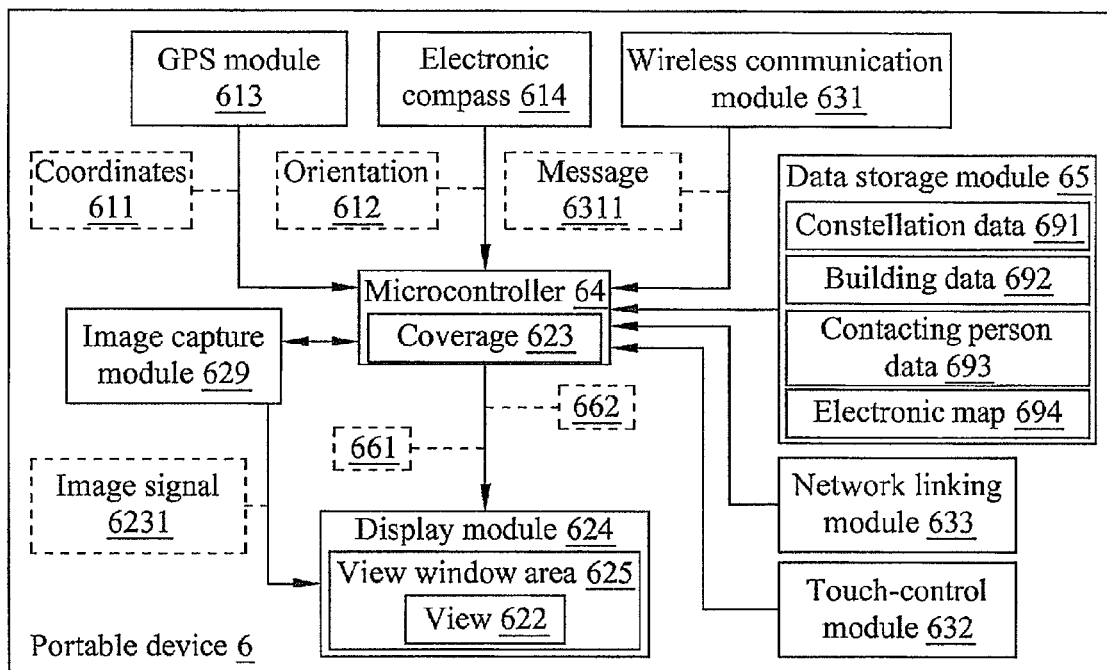 GPS module
613
Electronic
compass 614
Wireless communication
module 631
Coordinates
611
Orientation
612
Message
6311
Data storage module 65
Constellation data 691
Building data 692
Contacting person
data 693
Electronic map 694
Microcontroller 64
Coverage 623
Image capture
module 629
662
661
Image signal
6231
Network linking
module 633
Display module 624
View window area 625
View 622
Touch-control
module 632
Portable device 6